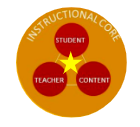 INSTRUCTIONAL CORE
STUDENT
TEACHER
CONTENT